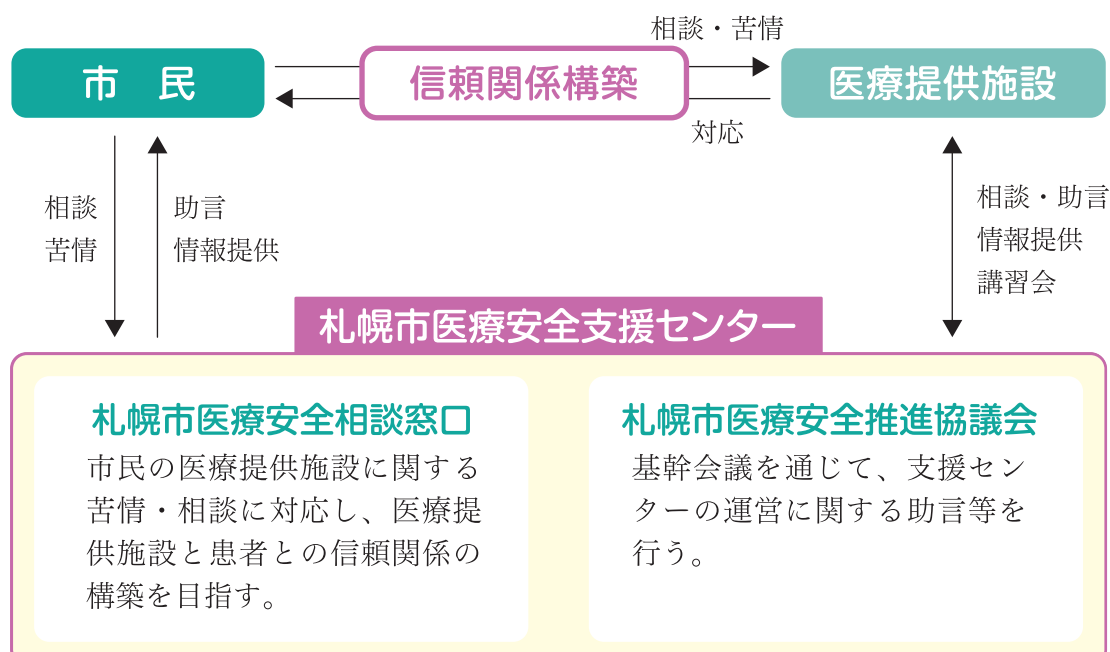 相談・苦情
市　民
信頼関係構築
医療提供施設
対応
相談
苦情
助言
情報提供
相談・助言
情報提供
講習会
札幌市医療安全支援センター
札幌市医療安全相談窓口
市民の医療提供施設に関する
苦情・相談に対応し、医療提
供施設と患者との信頼関係の
構築を目指す。
札幌市医療安全推進協議会
基幹会議を通じて、支援セン
ターの運営に関する助言等を
行う。